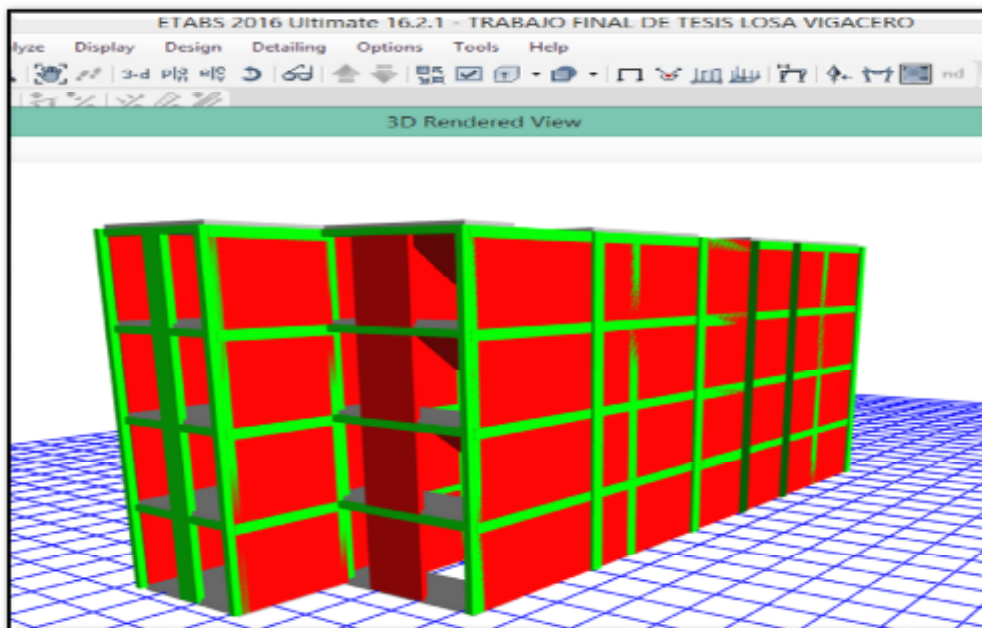 ETABS 2016 Ultimate 16.2.1 - TRABAJO FINAL DE TESIS LOSA VIGACERO
lyze Display Design Detailing Options Tools Help
3-d nd
3D Rendered View